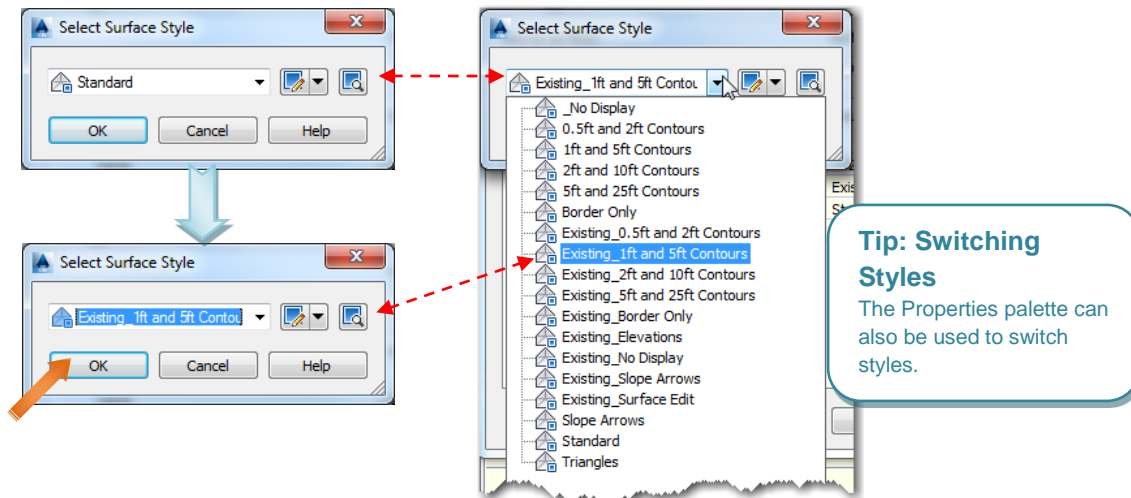 Select Surface Style
Standard
OK Cancel Help
Select Surface Style
Existing_1ft and 5ft Contou
OK Cancel Help
Select Surface Style
Existing_1ft and 5ft Contou
_No Display
0.5ft and 2ft Contours
1ft and 5ft Contours
2ft and 10ft Contours
5ft and 25ft Contours
Border Only
Existing_0.5ft and 2ft Contours
Existing_1ft and 5ft Contours
Existing_2ft and 10ft Contours
Existing_5ft and 25ft Contours
Existing_Border Only
Existing_Elevations
Existing_No Display
Existing_Slope Arrows
Existing_Surface Edit
Slope Arrows
Standard
Triangles
Tip: Switching
Styles
The Properties palette can
also be used to switch
styles.